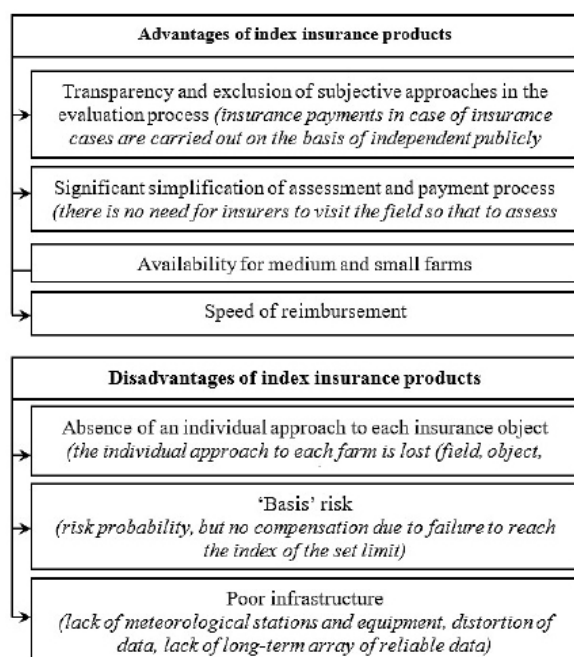 Advantages of index insurance products
Transparency and exclusion of subjective approaches in the
evaluation process (insurance payments in case of insurance
cases are carried out on the basis of independent publicly
Significant simplification of assessment and payment process
(there is no need for insurers to visit the field so that to assess
Availability for medium and small farms
Speed of reimbursement
Disadvantages of index insurance products
Absence of an individual approach to each insurance object
(the individual approach to each farm is lost (field, object,
‘Basis’ risk
(risk probability, but no compensation due to failure to reach
the index of the set limit)
Poor infrastructure
(lack of meteorological stations and equipment, distortion of
data, lack of long-term array of reliable data)